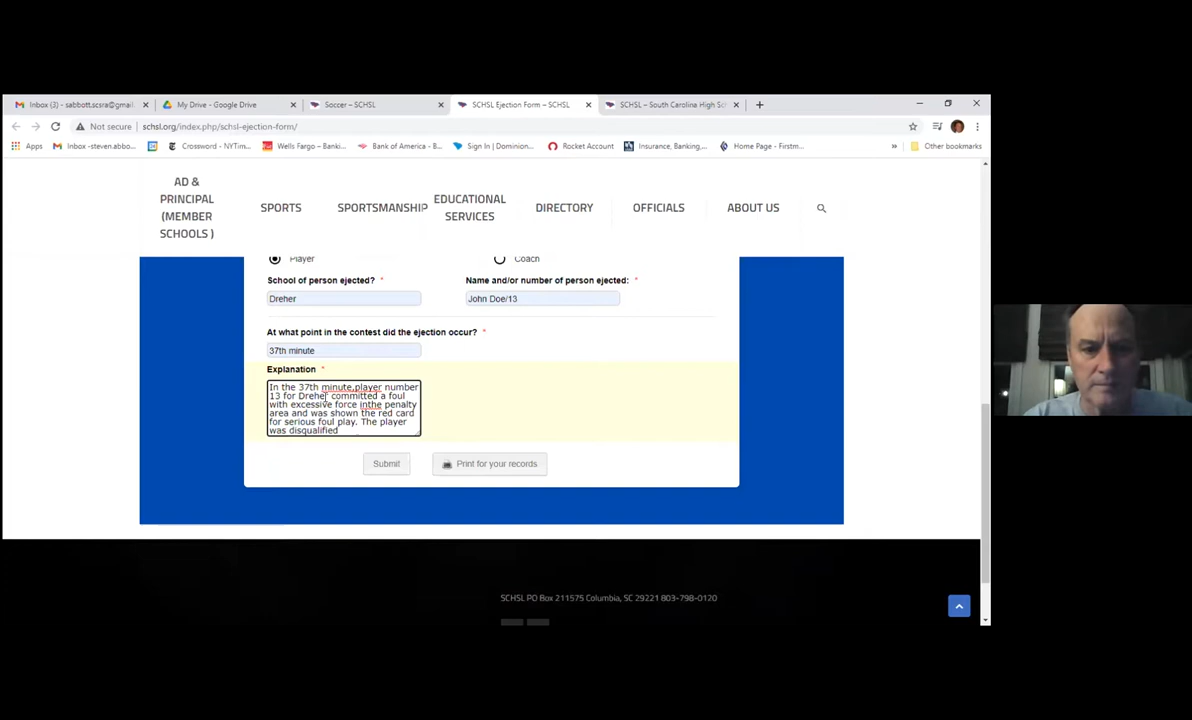 Inbox (3) - sabbott.scsra@gmail
My Drive - Google Drive
Soccer – SCHSL
SCHSL Ejection Form – SCHSL
SCHSL – South Carolina High Sch
Not secure
schsl.org/index.php/schsl-ejection-form/
Apps
Inbox -steven.abbo...
Crossword - NYTim...
Wells Fargo – Banki...
Bank of America - B...
Sign In | Dominion...
Rocket Account
Insurance, Banking,...
Home Page - Firstm...
Other bookmarks
AD &
PRINCIPAL
(MEMBER
SCHOOLS )
SPORTS
SPORTSMANSHIP
EDUCATIONAL
SERVICES
DIRECTORY
OFFICIALS
ABOUT US
Player
Coach
School of person ejected? *
Name and/or number of person ejected: *
Dreher
John Doe/13
At what point in the contest did the ejection occur? *
37th minute
Explanation *
In the 37th minute,player number
13 for Dreher committed a foul
with excessive force inthe penalty
area and was shown the red card
for serious foul play. The player
was disqualified
Submit
Print for your records
SCHSL PO Box 211575 Columbia, SC 29221 803-798-0120